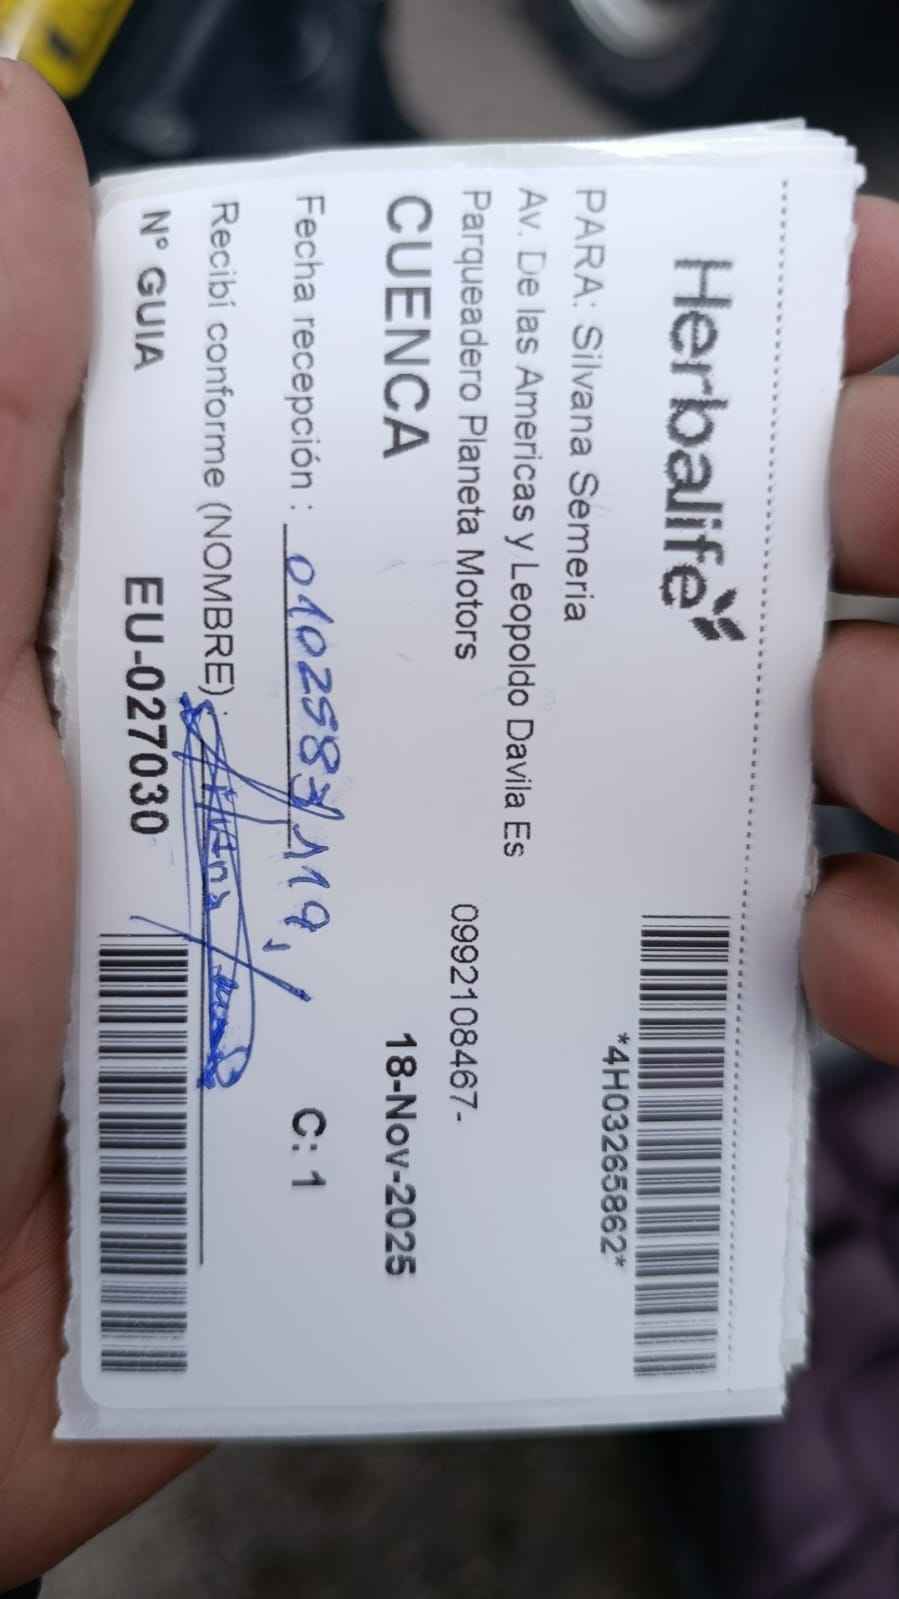 Herbalife
*4H03265862*
PARA: Silvana Semeria
Av. De las Americas y Leopoldo Davila Es
Parqueadero Planeta Motors 0992108467-
CUENCA 18-Nov-2025
Fecha recepción : C: 1
Recibí conforme (NOMBRE) :
N° GUIA EU-027030